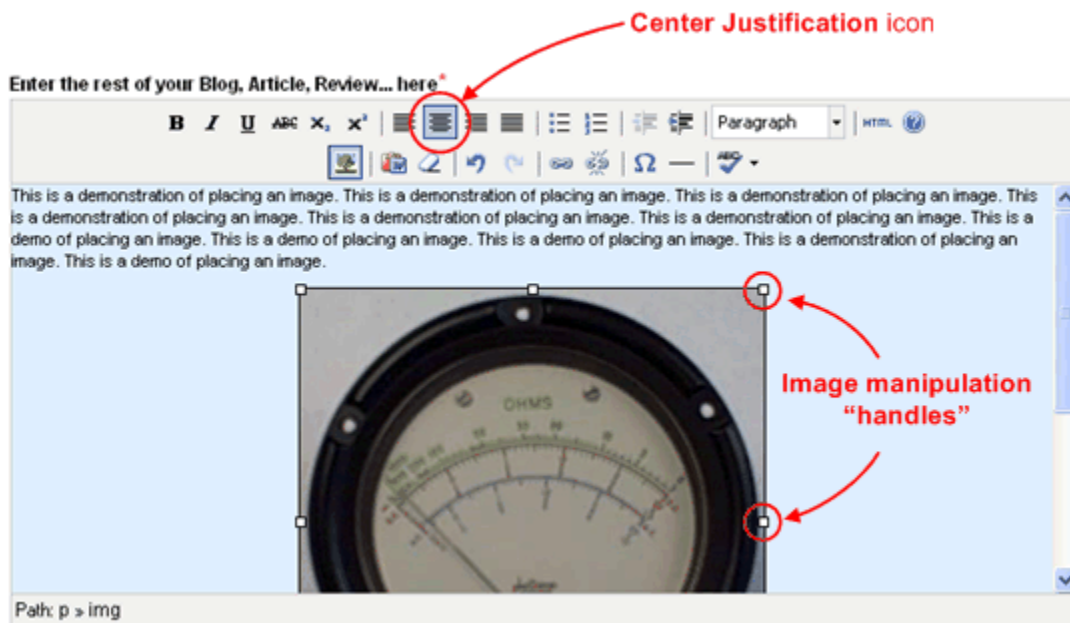 Center Justification icon
Enter the rest of your Blog, Article, Review... here*
B I U ABC x₂ x² Paragraph HTML ?
Ω — ABC
This is a demonstration of placing an image. This is a demonstration of placing an image. This is a demonstration of placing an image. This
is a demonstration of placing an image. This is a demonstration of placing an image. This is a demonstration of placing an image. This is a
demo of placing an image. This is a demo of placing an image. This is a demo of placing an image. This is a demonstration of placing an
image. This is a demo of placing an image.
OHMS
Image manipulation
“handles”
Path: p » img